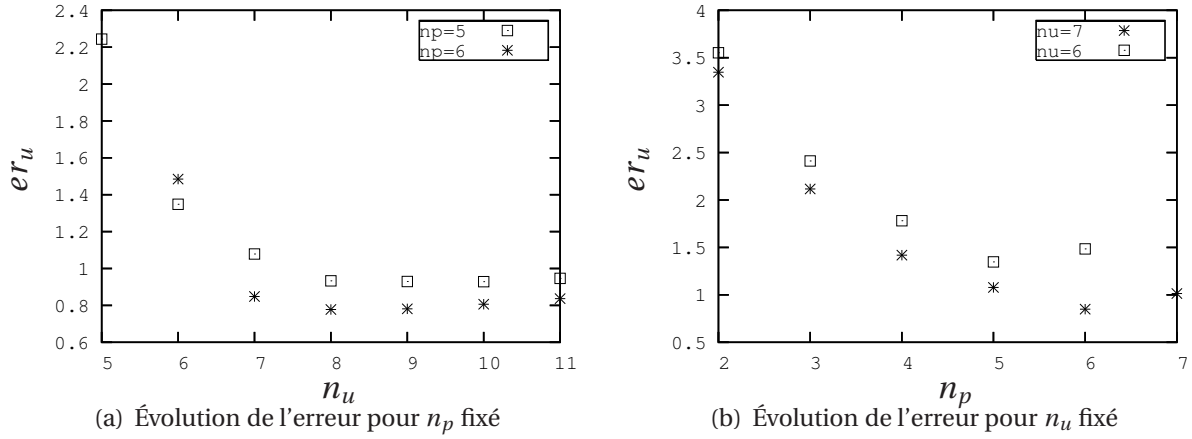 2.4
2.2
2
1.8
1.6
1.4
1.2
1
0.8
0.6
er_u
5 6 7 8 9 10 11
n_u
np=5
np=6
(a) Évolution de l'erreur pour n_p fixé
4
3.5
3
2.5
2
1.5
1
0.5
er_u
2 3 4 5 6 7
n_p
nu=7
nu=6
(b) Évolution de l'erreur pour n_u fixé